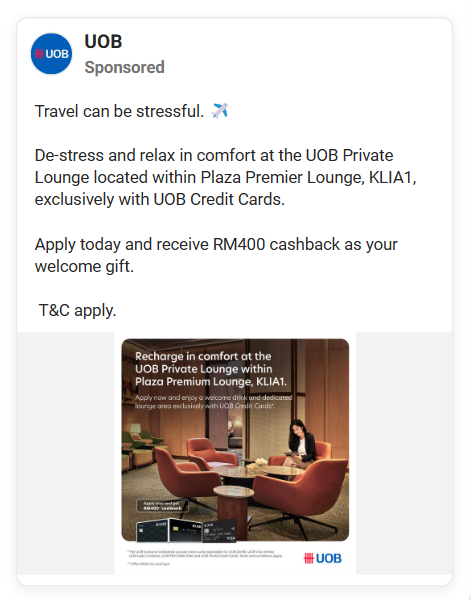 UOB
UOB
Sponsored
Travel can be stressful. ✈️
De-stress and relax in comfort at the UOB Private
Lounge located within Plaza Premier Lounge, KLIA1,
exclusively with UOB Credit Cards.
Apply today and receive RM400 cashback as your
welcome gift.
T&C apply.
Recharge in comfort at the
UOB Private Lounge within
Plaza Premium Lounge, KLIA1.
Apply now and enjoy a welcome drink and dedicated
lounge area exclusively with UOB Credit Cards*.
Apply now and get
RM400 cashback
UOB